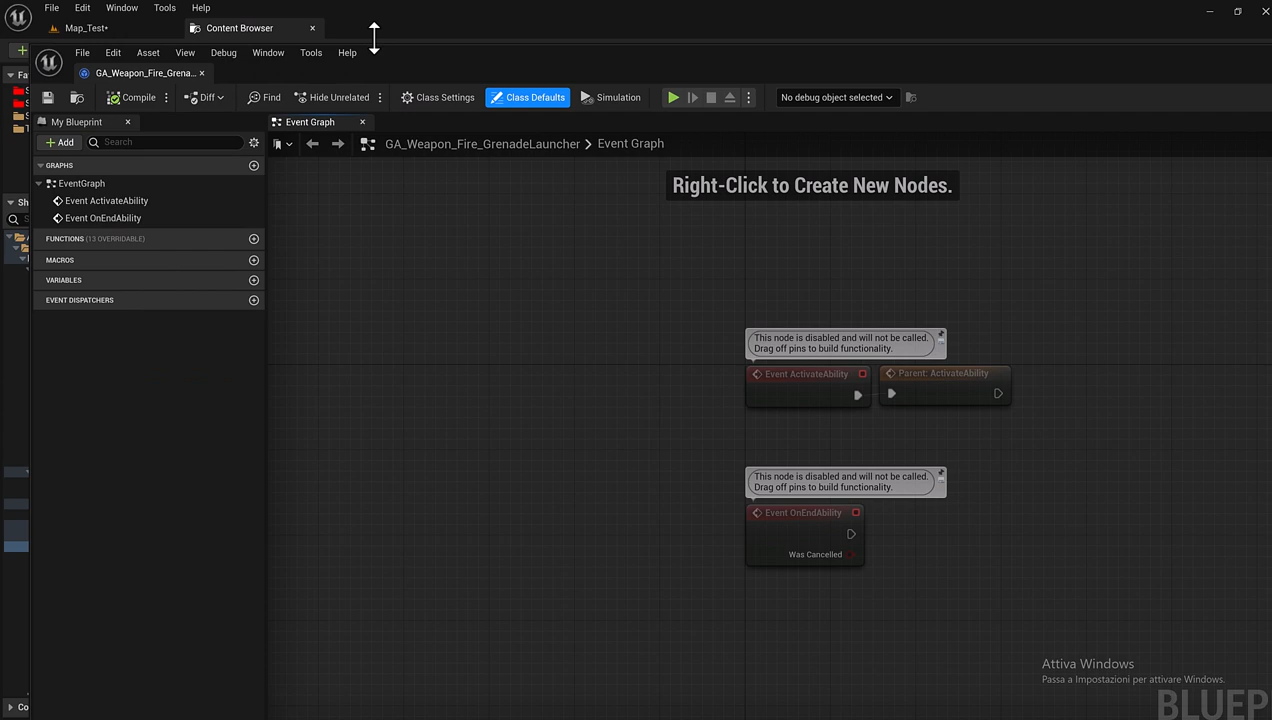 File Edit Window Tools Help
Map_Test* Content Browser
File Edit Asset View Debug Window Tools Help
GA_Weapon_Fire_Grena...
Compile Diff Find Hide Unrelated Class Settings Class Defaults Simulation No debug object selected
Fa
My Blueprint Event Graph
Add Search GA_Weapon_Fire_GrenadeLauncher > Event Graph
GRAPHS
Right-Click to Create New Nodes.
EventGraph
Event ActivateAbility
Sh
Event OnEndAbility
S
FUNCTIONS (13 OVERRIDABLE)
MACROS
VARIABLES
EVENT DISPATCHERS
This node is disabled and will not be called.
Drag off pins to build functionality.
Event ActivateAbility Parent: ActivateAbility
This node is disabled and will not be called.
Drag off pins to build functionality.
Event OnEndAbility
Was Cancelled
Attiva Windows
Passa a Impostazioni per attivare Windows.
BLUEP
Co